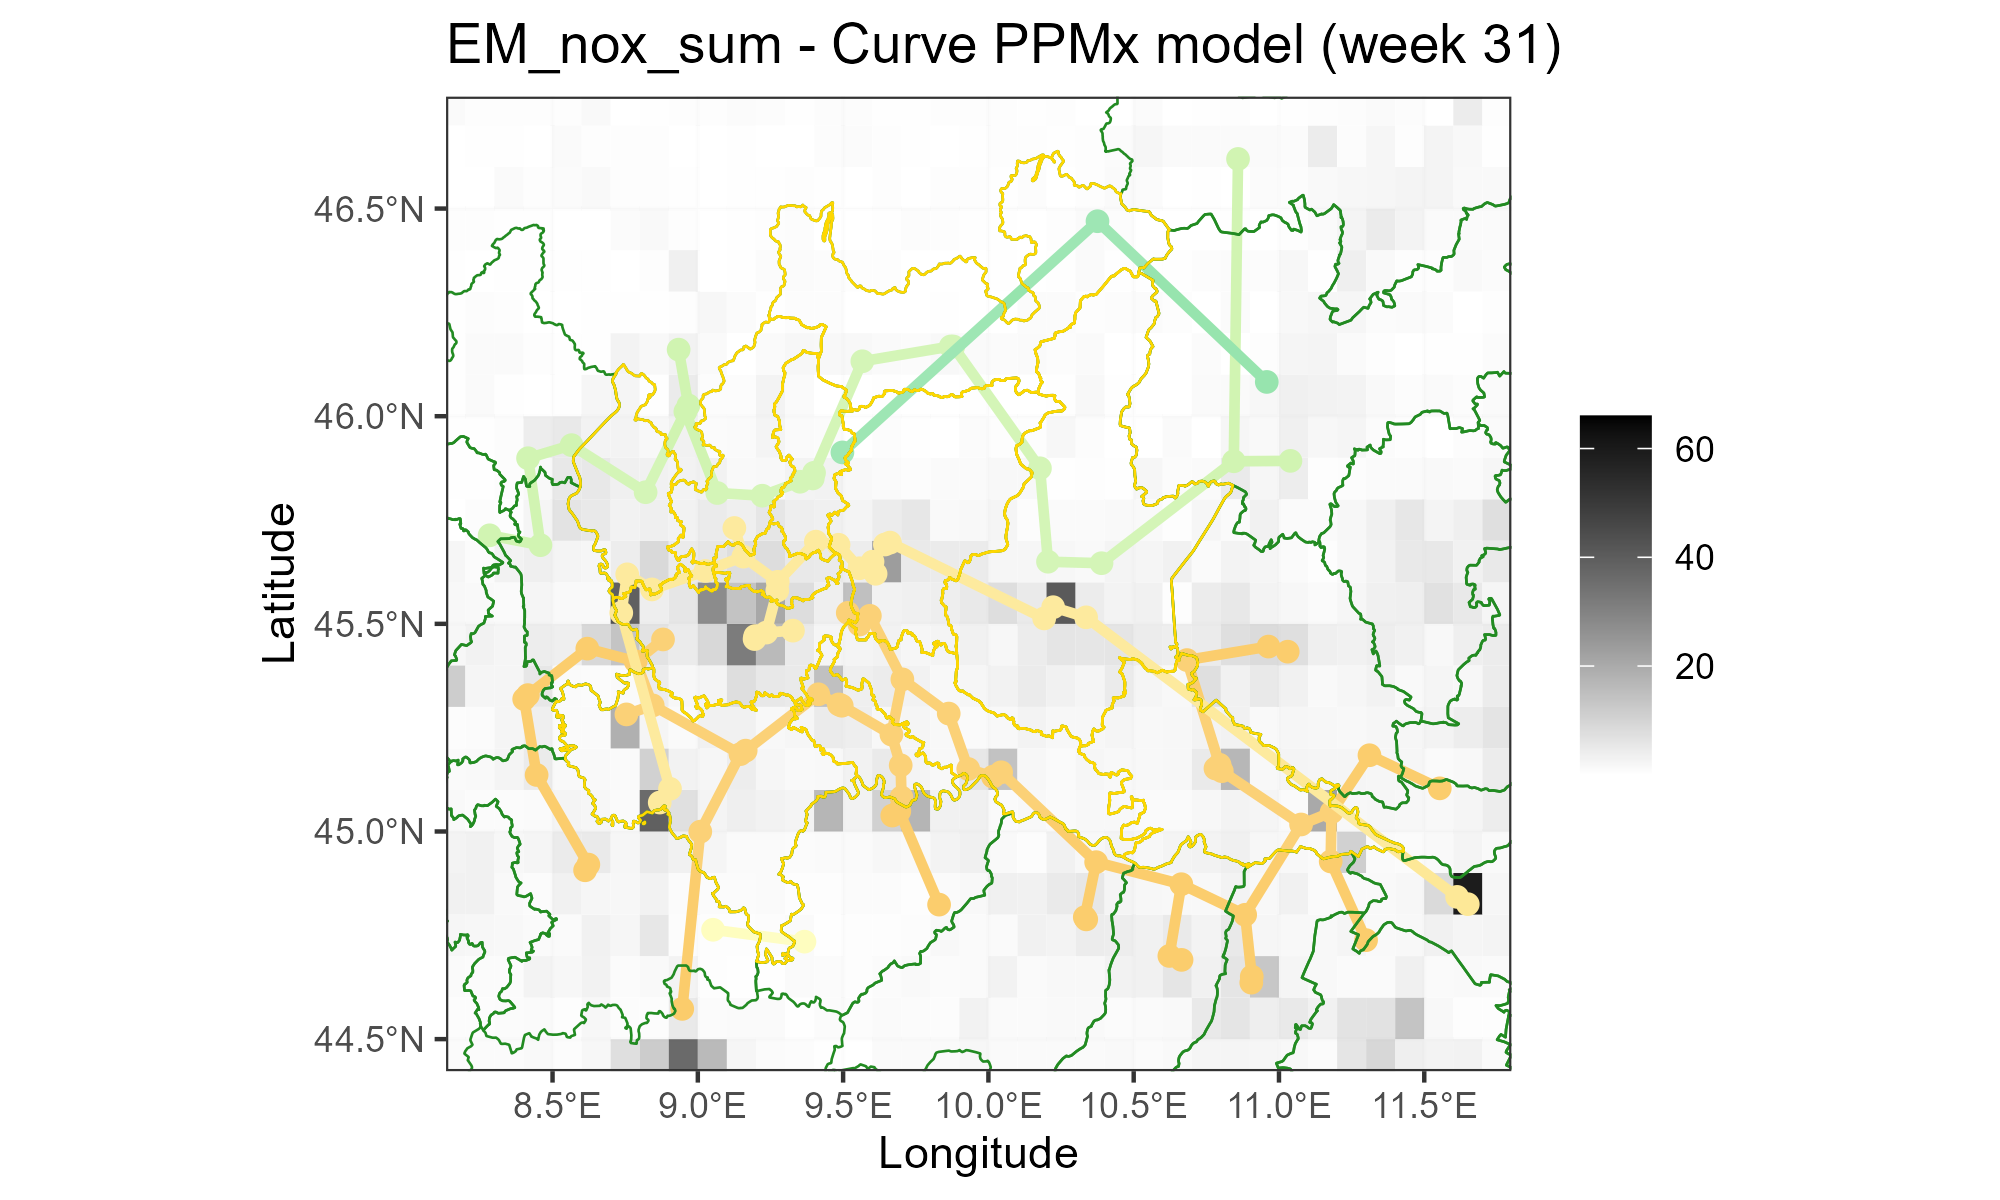 EM_nox_sum - Curve PPMx model (week 31)
46.5°N
46.0°N
45.5°N
45.0°N
44.5°N
Latitude
8.5°E 9.0°E 9.5°E 10.0°E 10.5°E 11.0°E 11.5°E
Longitude
60
40
20